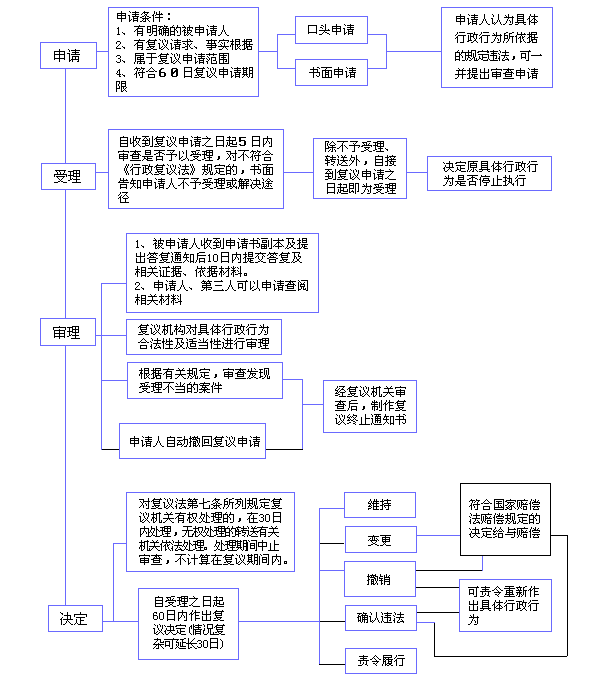 申请
申请条件：
1、有明确的被申请人
2、有复议请求、事实根据
3、属于复议申请范围
4、符合60日复议申请期
限
口头申请
书面申请
申请人认为具体
行政行为所依据
的规定违法，可一
并提出审查申请
受理
自收到复议申请之日起5日内
审查是否予以受理，对不符合
《行政复议法》规定的，书面
告知申请人不予受理或解决途
径
除不予受理、
转送外，自接
到复议申请之
日起即为受理
决定原具体行政行
为是否停止执行
审理
1、被申请人收到申请书副本及提
出答复通知后10日内提交答复及
相关证据、依据材料。
2、申请人、第三人可以申请查阅
相关材料
复议机构对具体行政行为
合法性及适当性进行审理
根据有关规定，审查发现
受理不当的案件
申请人自动撤回复议申请
经复议机关审
查后，制作复
议终止通知书
决定
对复议法第七条所列规定复
议机关有权处理的，在30日
内处理，无权处理的转送有关
机关依法处理。处理期间中止
审查，不计算在复议期间内。
自受理之日起
60日内作出复
议决定(情况复
杂可延长30日)
维持
变更
撤销
确认违法
责令履行
符合国家赔偿
法赔偿规定的
决定给与赔偿
可责令重新作
出具体行政行
为